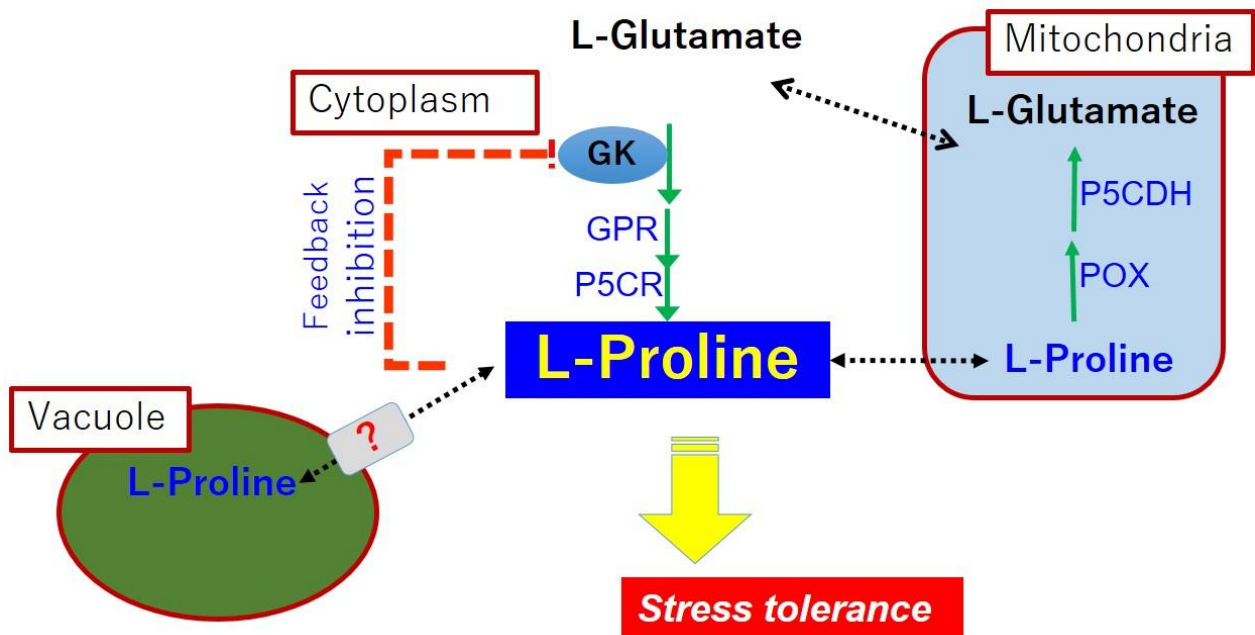 L-Glutamate
Mitochondria
Cytoplasm
L-Glutamate
GK
P5CDH
Feedback
inhibition
GPR
P5CR
POX
L-Proline
L-Proline
Vacuole
?
L-Proline
Stress tolerance